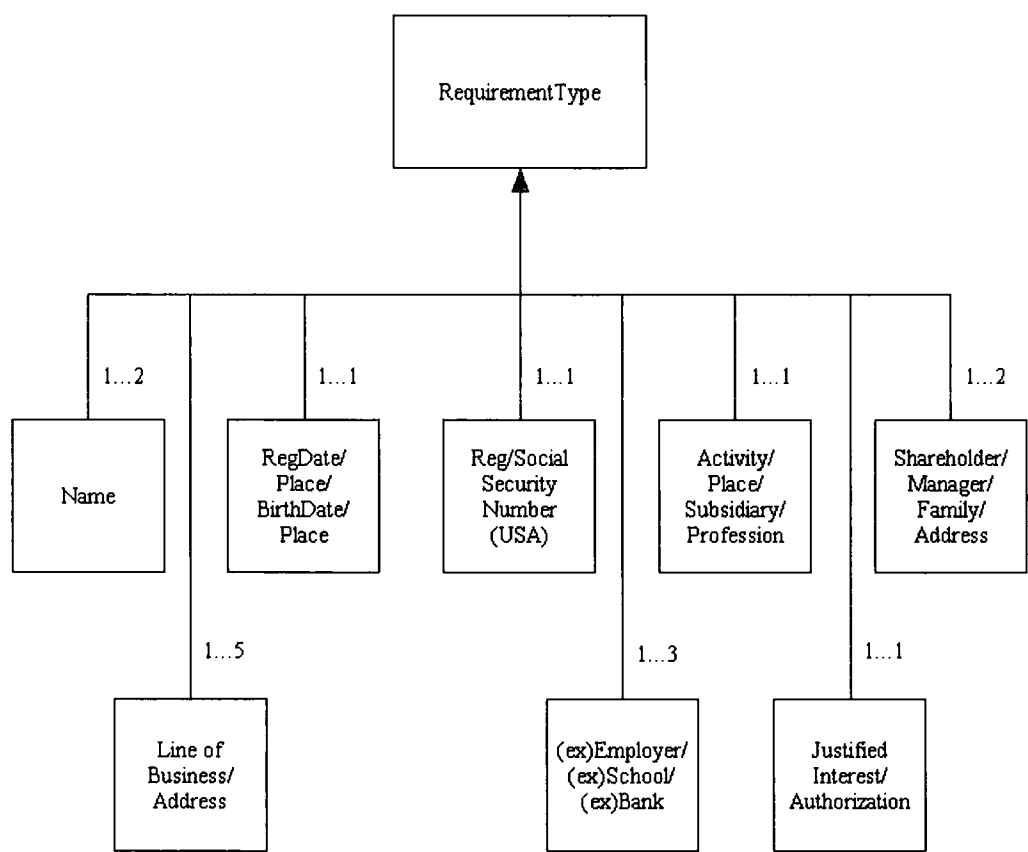 RequirementType
1...2
1...1
1...1
1...1
1...2
Name
RegDate/
Place/
BirthDate/
Place
Reg/Social
Security
Number
(USA)
Activity/
Place/
Subsidiary/
Profession
Shareholder/
Manager/
Family/
Address
1...5
1...3
1...1
Line of
Business/
Address
(ex)Employer/
(ex)School/
(ex)Bank
Justified
Interest/
Authorization